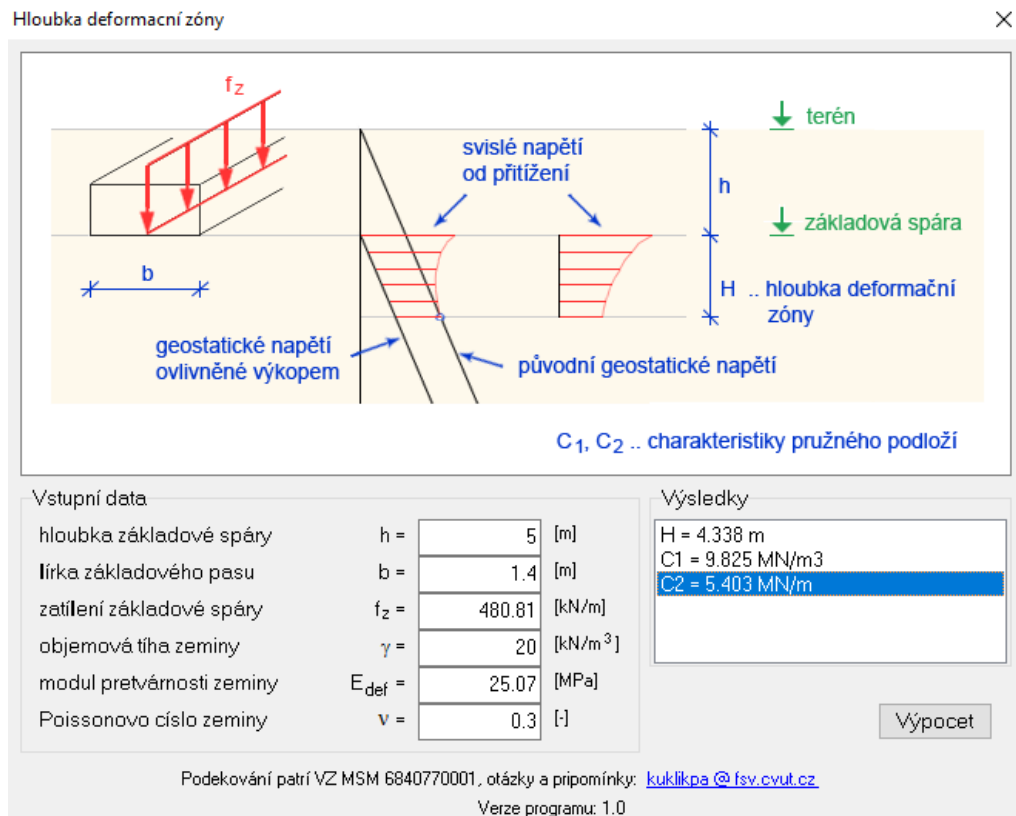 Hloubka deformacní zóny
f z
terén
svislé napětí
od přitížení
h
základová spára
b
H .. hloubka deformační
zóny
geostatické napětí
ovlivněné výkopem
původní geostatické napětí
C1, C2 .. charakteristiky pružného podloží
Vstupní data
hloubka základové spáry h = 5 [m]
lírka základového pasu b = 1.4 [m]
zatílení základové spáry fz = 480.81 [kN/m]
objemová tíha zeminy γ = 20 [kN/m3]
modul pretvárnosti zeminy Edef = 25.07 [MPa]
Poissonovo císlo zeminy ν = 0.3 [-]
Výsledky
H = 4.338 m
C1 = 9.825 MN/m3
C2 = 5.403 MN/m
Výpocet
Podekování patrí VZ MSM 6840770001, otázky a pripomínky: kuklikpa @ fsv.cvut.cz
Verze programu: 1.0